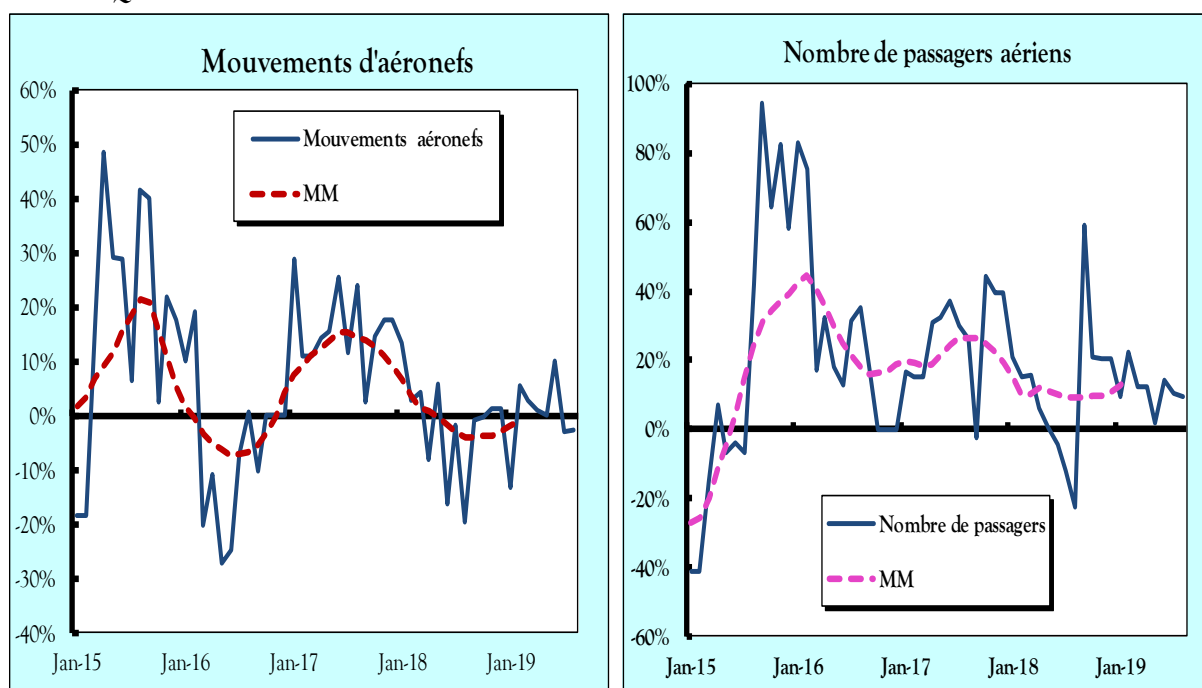 Mouvements d'aéronefs
60%
50%
40%
30%
20%
10%
0%
-10%
-20%
-30%
-40%
Mouvements aéronefs
MM
Jan-15 Jan-16 Jan-17 Jan-18 Jan-19
Nombre de passagers aériens
100%
80%
60%
40%
20%
0%
-20%
-40%
-60%
Nombre de passagers
MM
Jan-15 Jan-16 Jan-17 Jan-18 Jan-19